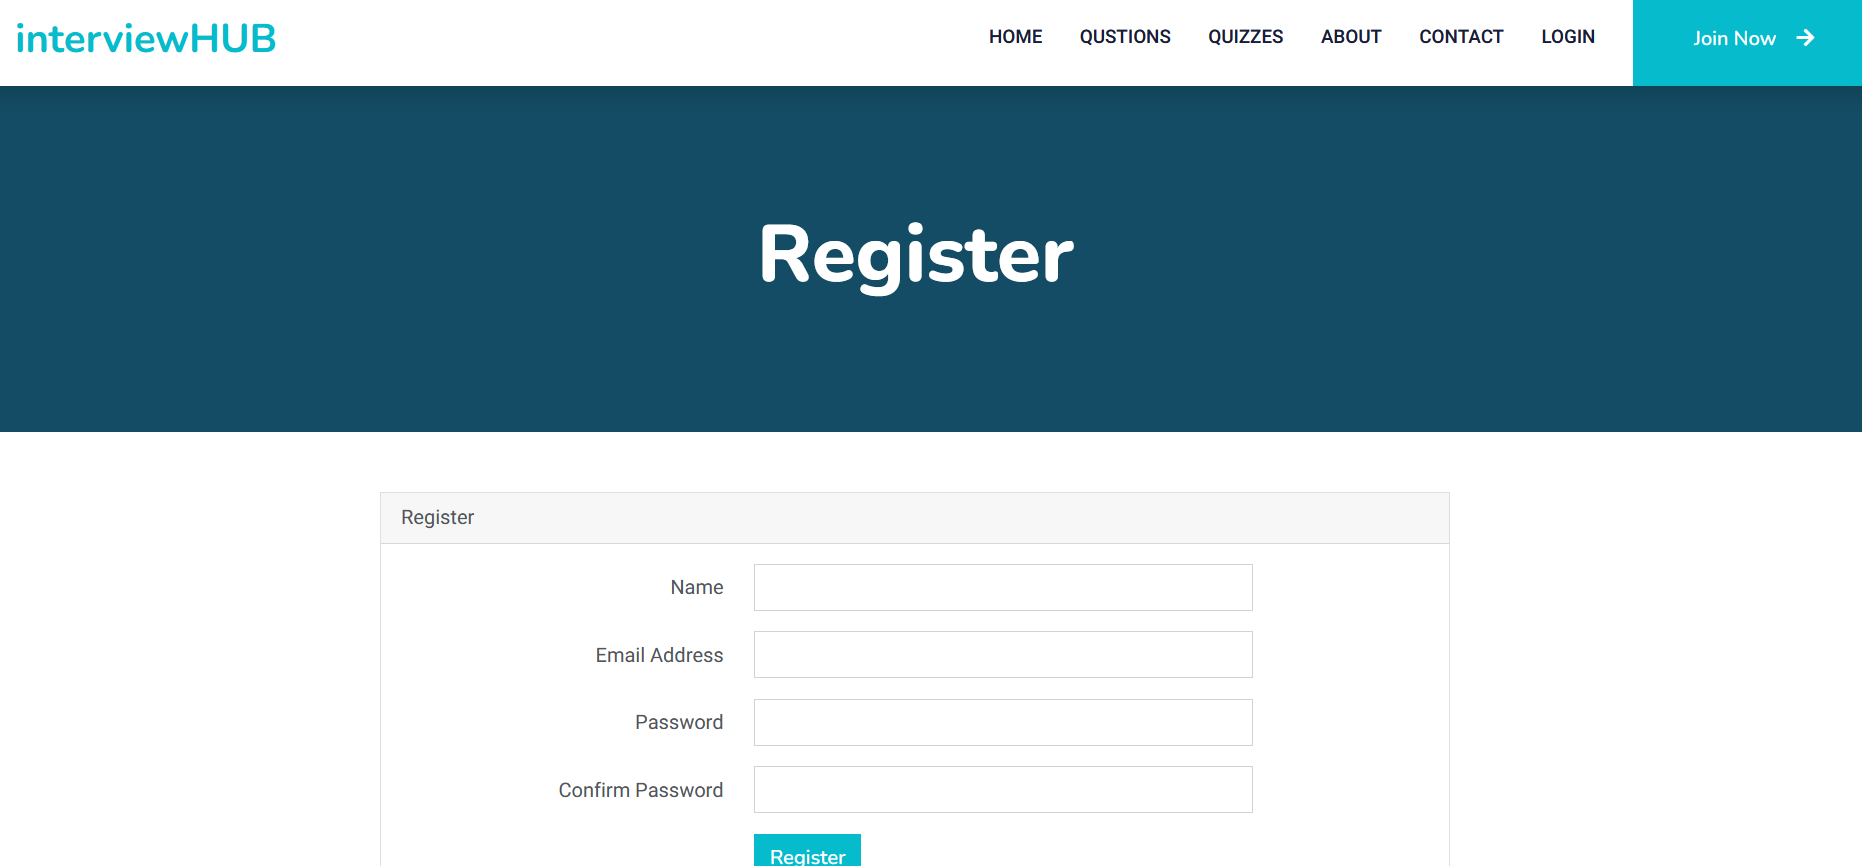 interviewHUB
HOME QUSTIONS QUIZZES ABOUT CONTACT LOGIN Join Now
Register
Register
Name
Email Address
Password
Confirm Password
Register